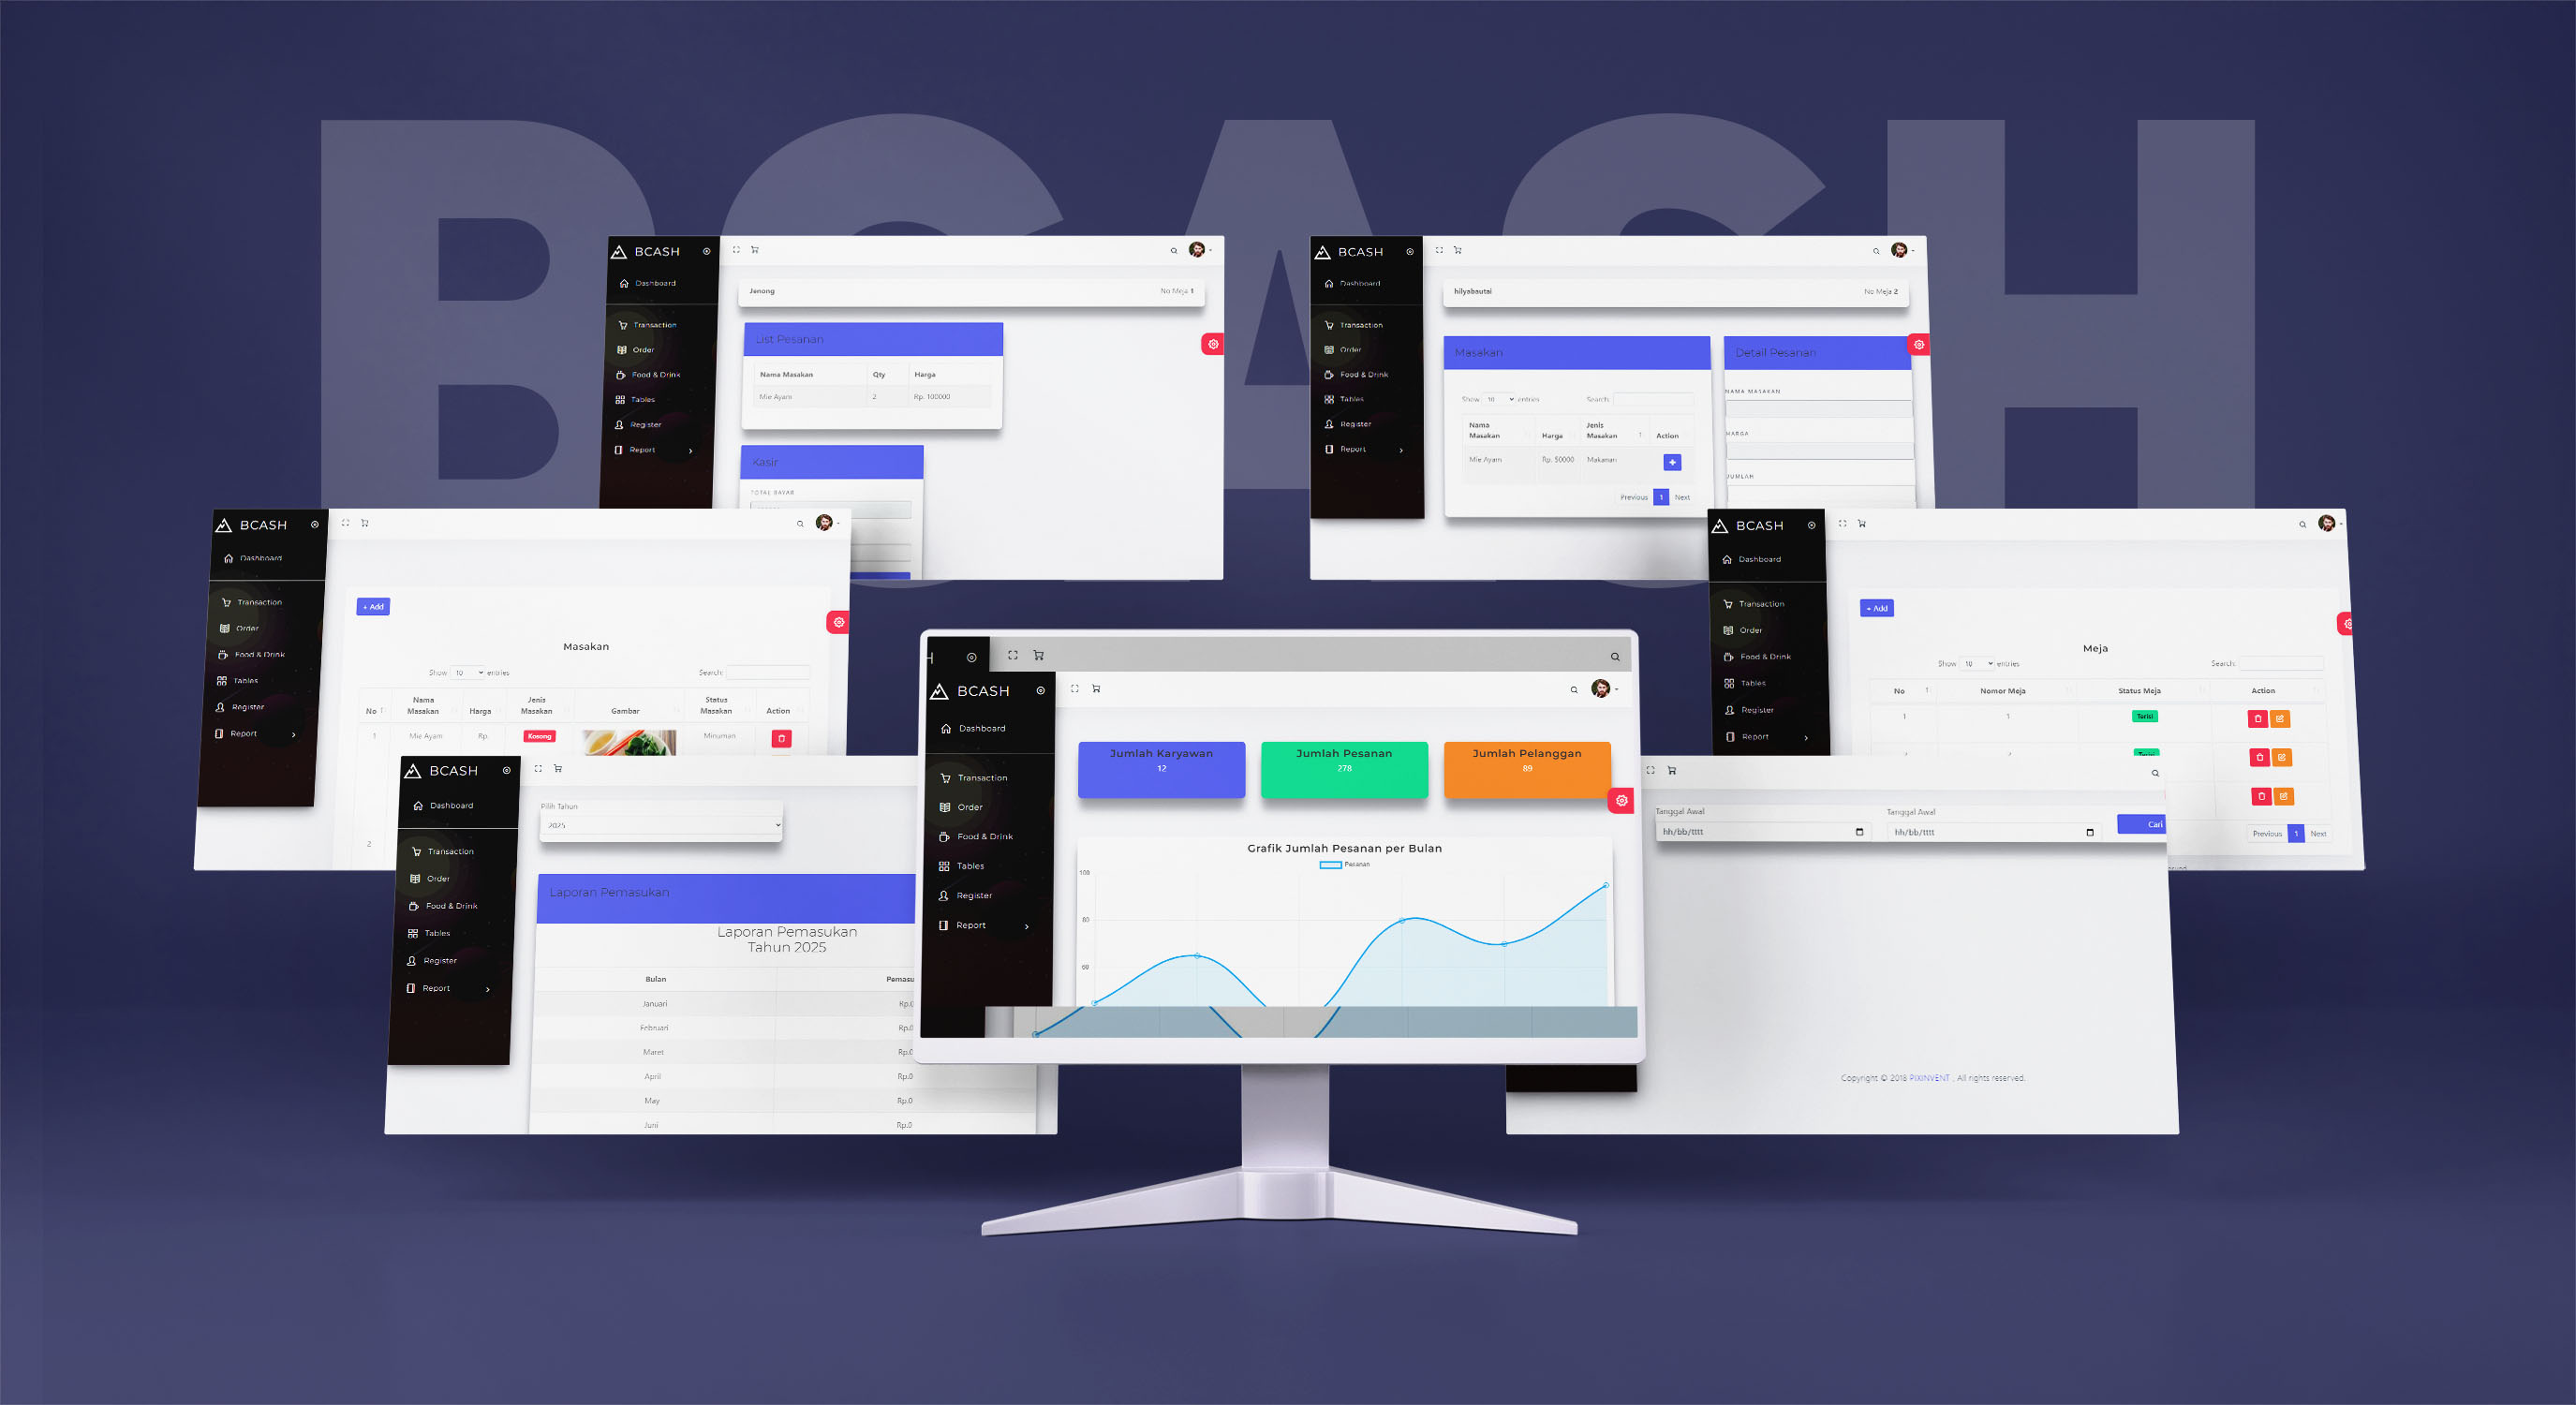 BCASH
BCASH
Dashboard
Transaction
Order
Food & Drink
Tables
Register
Report
Jenong
No Meja 1
List Pesanan
Nama Masakan Qty Harga
Mie Ayam 2 Rp. 100000
Kasir
TOTAL BAYAR
BCASH
Dashboard
Transaction
Order
Food & Drink
Tables
Register
Report
hilyabautai
No Meja 2
Masakan
Show 10 entries
Search:
Nama Masakan Harga Jenis Masakan Action
Mie Ayam Rp. 50000 Makanan
Previous 1 Next
Detail Pesanan
NAMA MASAKAN
HARGA
JUMLAH
BCASH
Dashboard
Transaction
Order
Food & Drink
Tables
Register
Report
+ Add
Masakan
Show 10 entries
Search:
No Nama Masakan Harga Jenis Masakan Gambar Status Masakan Action
1 Mie Ayam Rp. Kosong Minuman
2
BCASH
Dashboard
Transaction
Order
Food & Drink
Tables
Register
Report
+ Add
Meja
Show 10 entries
Search:
No Nomor Meja Status Meja Action
1 1 Terisi
Terisi
Previous 1 Next
BCASH
Dashboard
Transaction
Order
Food & Drink
Tables
Register
Report
Pilih Tahun
2025
Laporan Pemasukan
Laporan Pemasukan
Tahun 2025
Bulan Pemasu
Januari Rp.0
Februari Rp.0
Maret Rp.0
April Rp.0
May Rp.0
Juni Rp.0
BCASH
Dashboard
Transaction
Order
Food & Drink
Tables
Register
Report
Jumlah Karyawan
12
Jumlah Pesanan
278
Jumlah Pelanggan
89
Grafik Jumlah Pesanan per Bulan
Pesanan
100
80
60
Tanggal Awal
hh/bb/tttt
Tanggal Awal
hh/bb/tttt
Cari
Copyright © 2018 PIXINVENT , All rights reserved.